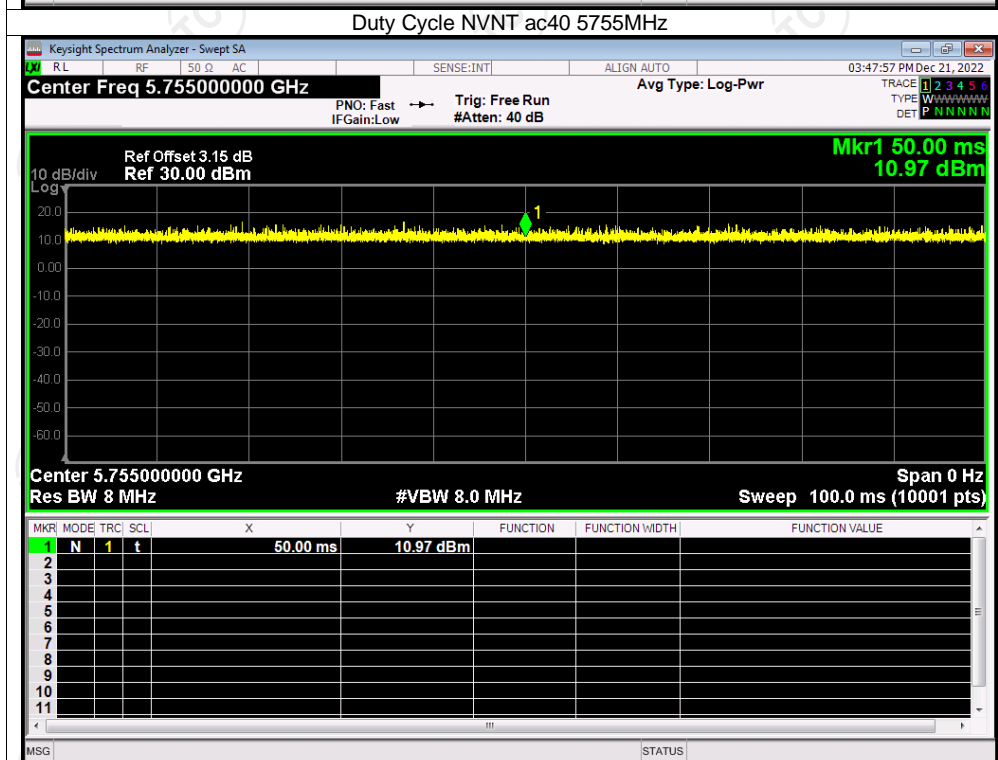 Duty Cycle NVNT ac40 5755MHz
Keysight Spectrum Analyzer - Swept SA
LXI RL RF 50 Ω AC SENSE:INT ALIGN AUTO 03:47:57 PM Dec 21, 2022
Center Freq 5.755000000 GHz Avg Type: Log-Pwr TRACE 1 2 3 4 5 6
PNO: Fast Trig: Free Run TYPE WWWWWW
IFGain:Low #Atten: 40 dB DET P N N N N N
Mkr1 50.00 ms
Ref Offset 3.15 dB
10 dB/div Ref 30.00 dBm 10.97 dBm
Log
20.0
1
10.0
0.00
-10.0
-20.0
-30.0
-40.0
-50.0
-60.0
Center 5.755000000 GHz Span 0 Hz
Res BW 8 MHz #VBW 8.0 MHz Sweep 100.0 ms (10001 pts)
MKR MODE TRC SCL X Y FUNCTION FUNCTION WIDTH FUNCTION VALUE
1 N 1 t 50.00 ms 10.97 dBm
2
3
4
5
6
7
8
9
10
11
MSG STATUS